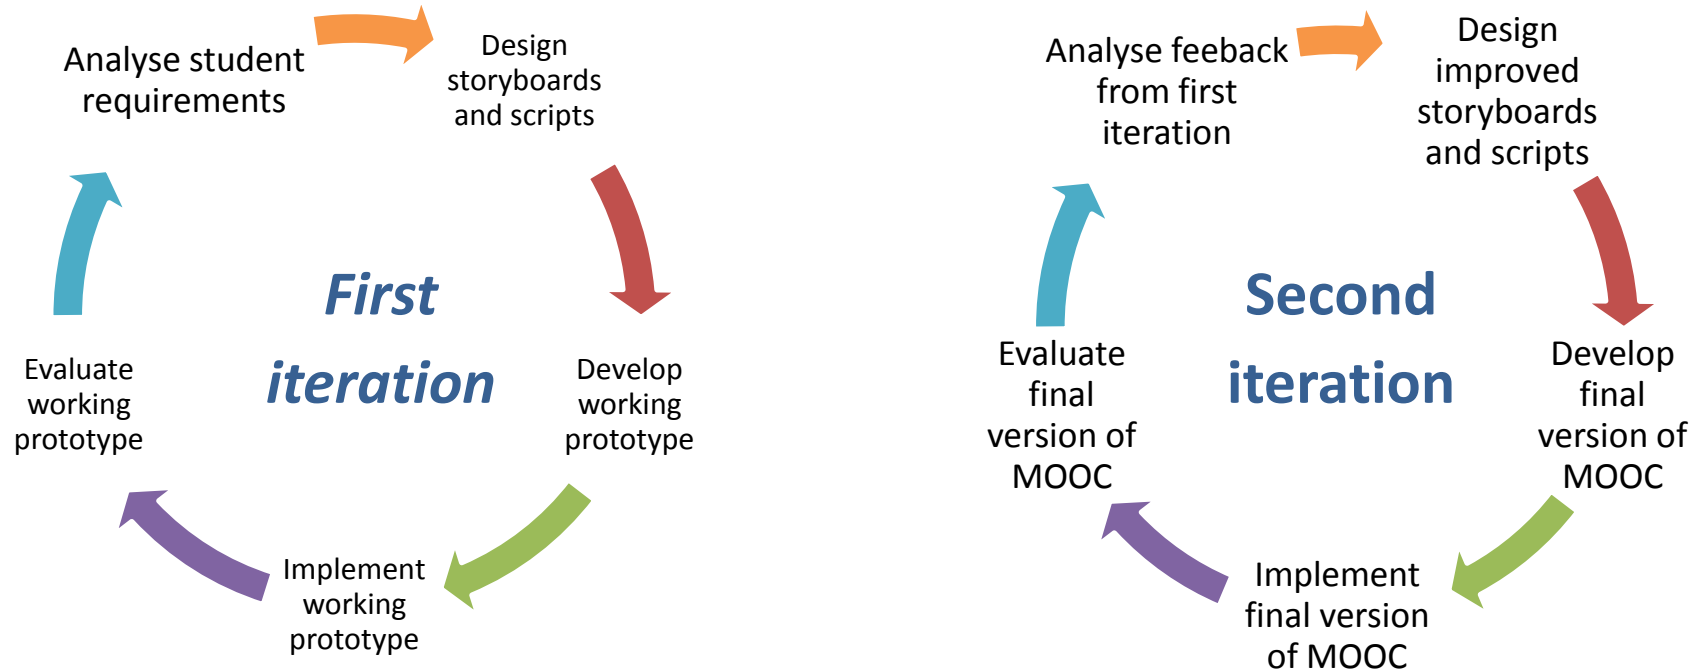 Analyse student
requirements
Design
storyboards
and scripts
Develop
working
prototype
Implement
working
prototype
Evaluate
working
prototype
First
iteration
Analyse feeback
from first
iteration
Design
improved
storyboards
and scripts
Develop
final
version of
MOOC
Implement
final version
of MOOC
Evaluate
final
version of
MOOC
Second
iteration